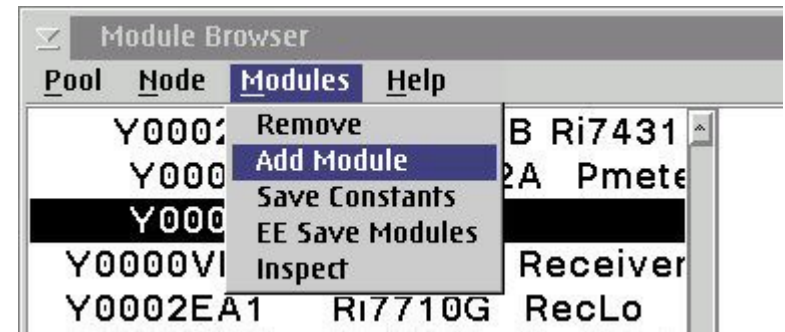 Module Browser
Pool Node Modules Help
Remove
Add Module
Save Constants
EE Save Modules
Inspect
B Ri7431
Receiver
Y0002EA1 Ri7710G RecLo